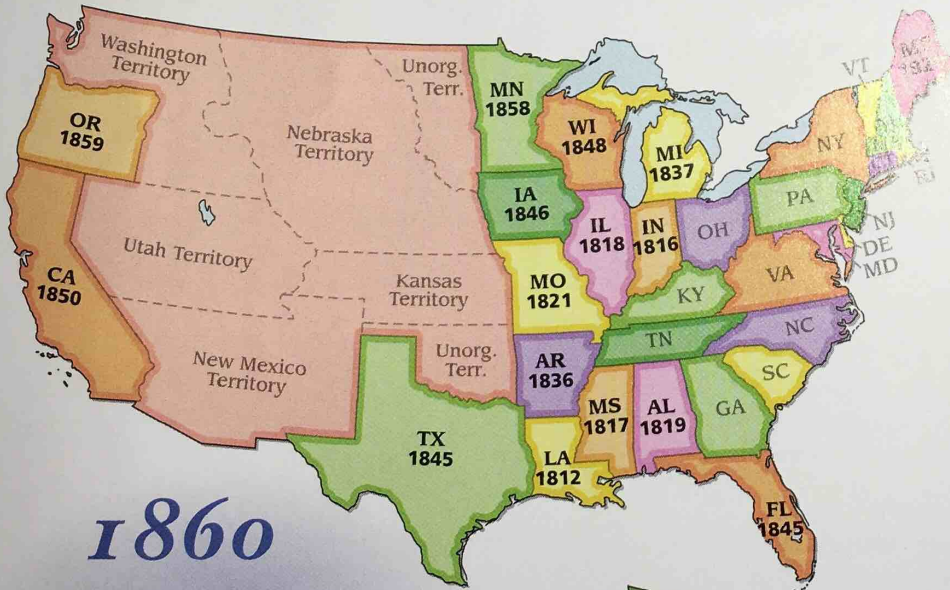 Washington
Territory
Unorg.
Terr.
OR
1859
Nebraska
Territory
MN
1858
WI
1848
MI
1837
VT
NY
IA
1846
PA
NJ
DE
MD
Utah Territory
IL
1818
IN
1816
OH
CA
1850
Kansas
Territory
MO
1821
KY
VA
New Mexico
Territory
Unorg.
Terr.
AR
1836
TN
NC
SC
MS
1817
AL
1819
GA
TX
1845
LA
1812
FL
1845
1860